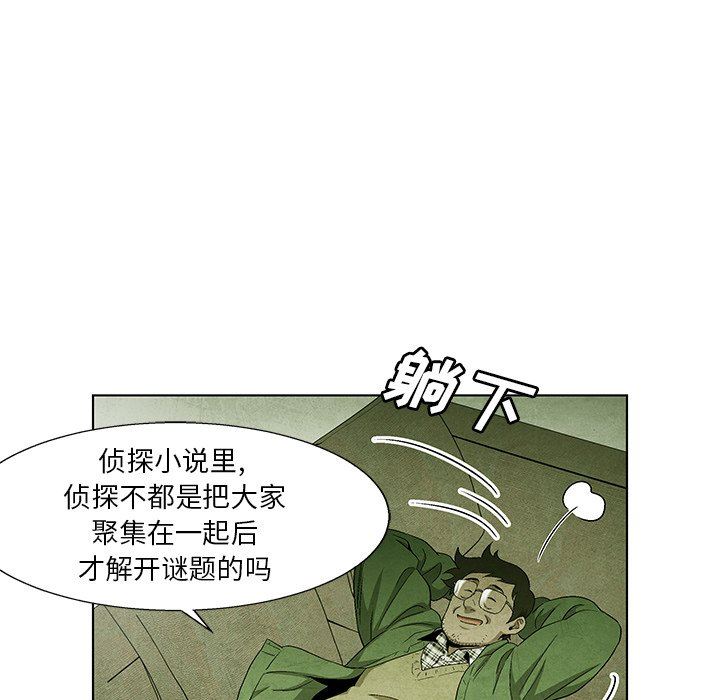 躺下
侦探小说里,
侦探不都是把大家
聚集在一起后
才解开谜题的吗